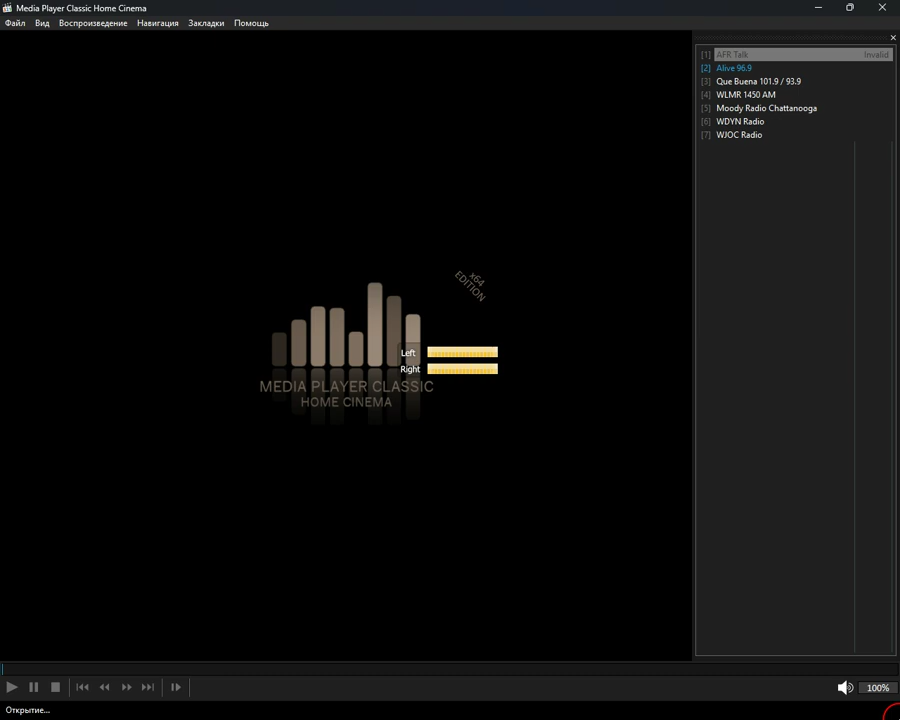 Media Player Classic Home Cinema
Файл Вид Воспроизведение Навигация Закладки Помощь
[1] AFR Talk Invalid
[2] Alive 96.9
[3] Que Buena 101.9 / 93.9
[4] WLMR 1450 AM
[5] Moody Radio Chattanooga
[6] WDYN Radio
[7] WJOC Radio
x64
EDITION
Left
Right
MEDIA PLAYER CLASSIC
HOME CINEMA
100%
Открытие...